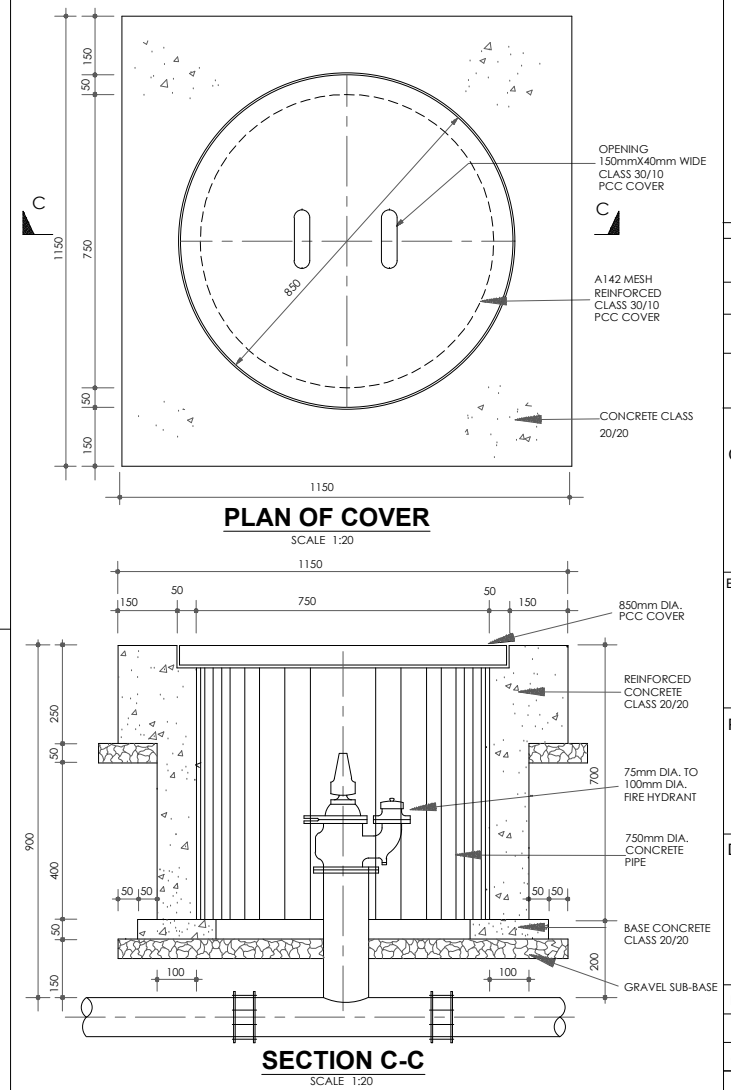 150
50
750
1150
50
150
C
C
850
OPENING
150mmX40mm WIDE
CLASS 30/10
PCC COVER
A142 MESH
REINFORCED
CLASS 30/10
PCC COVER
CONCRETE CLASS
20/20
1150
PLAN OF COVER
SCALE 1:20
1150
150
50
750
50
150
850mm DIA.
PCC COVER
REINFORCED
CONCRETE
CLASS 20/20
250
50
900
400
50
150
700
200
75mm DIA. TO
100mm DIA.
FIRE HYDRANT
750mm DIA.
CONCRETE
PIPE
50 50
50 50
BASE CONCRETE
CLASS 20/20
100
100
GRAVEL SUB-BASE
SECTION C-C
SCALE 1:20